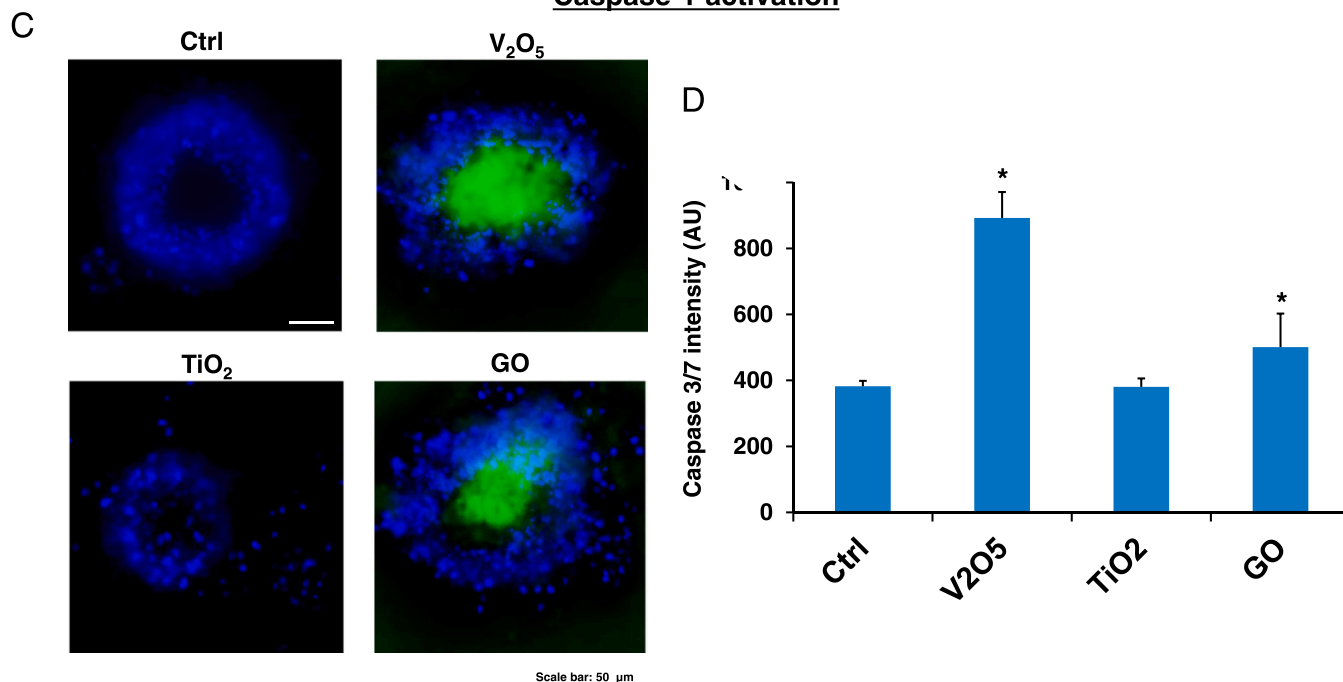 C
Ctrl
V₂O₅
TiO₂
GO
Scale bar: 50 µm
D
Caspase 3/7 intensity (AU)
800
600
400
200
0
*
*
Ctrl
V2O5
TiO2
GO